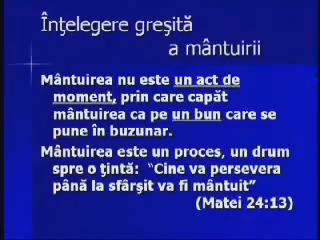 Înţelegere greşită
a mântuirii
Mântuirea nu este un act de
moment, prin care capăt
mântuirea ca pe un bun care se
pune în buzunar.
Mântuirea este un proces, un drum
spre o ţintă: “Cine va persevera
până la sfârşit va fi mântuit”
(Matei 24:13)